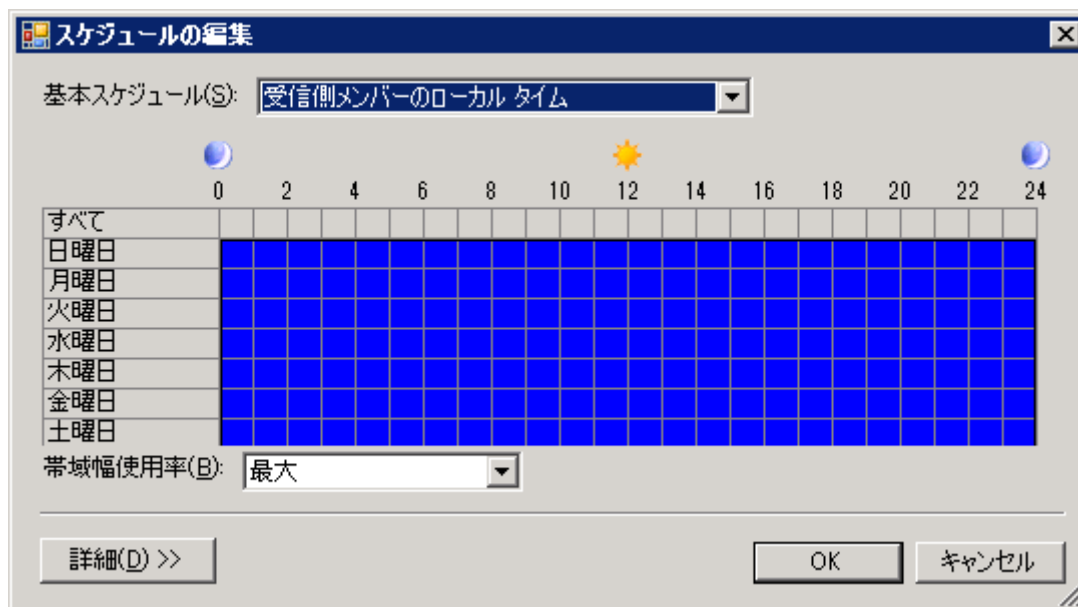 スケジュールの編集
基本スケジュール(S): 受信側メンバーのローカル タイム
0 2 4 6 8 10 12 14 16 18 20 22 24
すべて
日曜日
月曜日
火曜日
水曜日
木曜日
金曜日
土曜日
帯域幅使用率(B): 最大
詳細(D) >> OK キャンセル